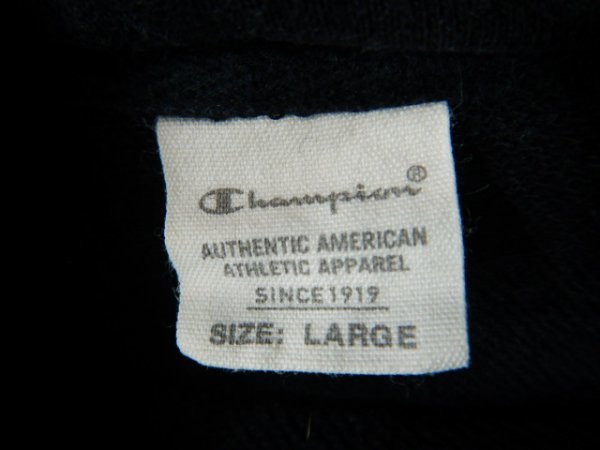 Champion®
AUTHENTIC AMERICAN
ATHLETIC APPAREL
SINCE 1919
SIZE: LARGE